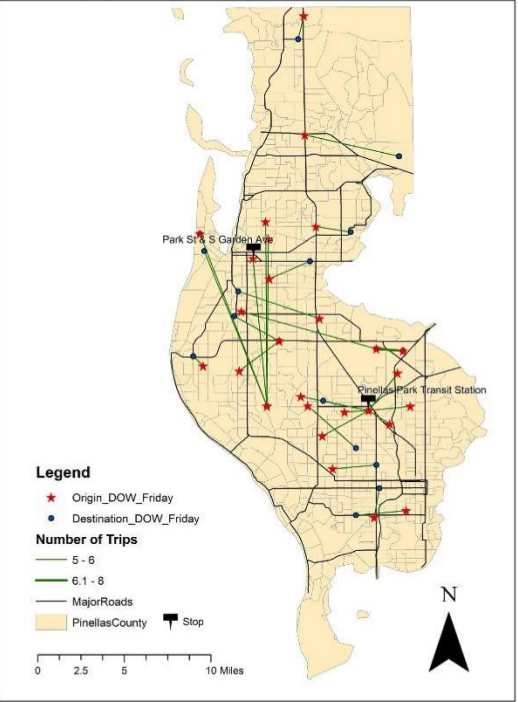 Park St & S Garden Ave
Pinellas Park Transit Station
Legend
Origin_DOW_Friday
Destination_DOW_Friday
Number of Trips
5 - 6
6.1 - 8
MajorRoads
PinellasCounty
Stop
N
0 2.5 5 10 Miles